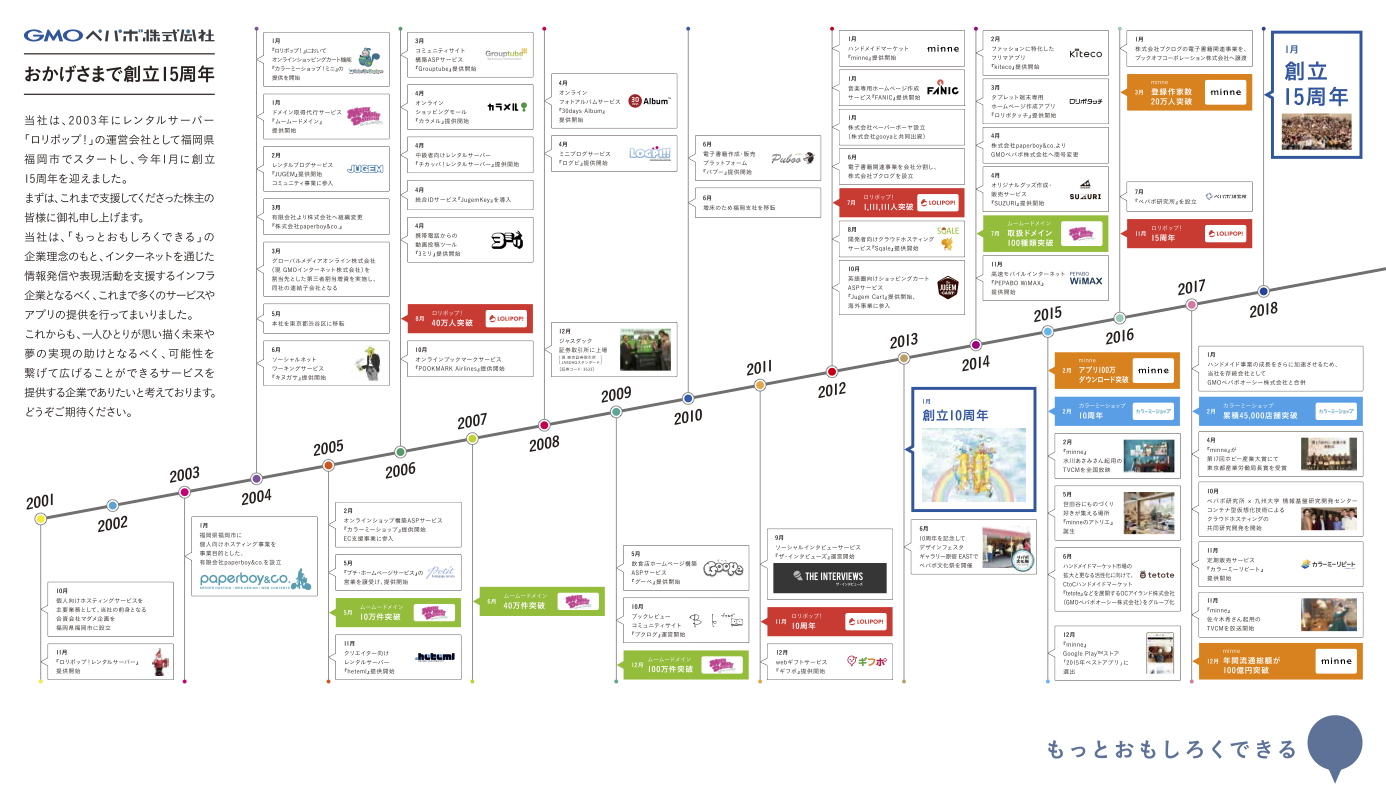 GMOペパボ株式会社
おかげさまで創立15周年
当社は、2003年にレンタルサーバー
「ロリポップ！」の運営会社として福岡県
福岡市でスタートし、今年1月に創立
15周年を迎えました。
まずは、これまで支援してくださった株主の
皆様に御礼申し上げます。
当社は、「もっとおもしろくできる」の
企業理念のもと、インターネットを通じた
情報発信や表現活動を支援するインフラ
企業となるべく、これまで多くのサービスや
アプリの提供を行ってまいりました。
これからも、一人ひとりが思い描く未来や
夢の実現の助けとなるべく、可能性を
繋げて広げることができるサービスを
提供する企業でありたいと考えております。
どうぞご期待ください。
2001
10月
個人向けホスティングサービスを
主要業務として、当社の前身となる
合資会社マダメ企画を
福岡県福岡市に設立
11月
『ロリポップ！レンタルサーバー』
提供開始
2002
2003
1月
福岡県福岡市に
個人向けホスティング事業を
事業目的とした、
有限会社paperboy&co.を設立
paperboy&co.
2004
1月
『ロリポップ！』において
オンラインショッピングカート機能
『カラーミーショップ！ミニ』の
提供を開始
1月
ドメイン取得代行サービス
『ムームードメイン』
提供開始
2月
レンタルブログサービス
『JUGEM』提供開始
コミュニティ事業に参入
JUGEM
3月
有限会社より株式会社へ組織変更
『株式会社paperboy&co.』
3月
グローバルメディアオンライン株式会社
（現 GMOインターネット株式会社）を
割当先とした第三者割当増資を実施し、
同社の連結子会社となる
5月
本社を東京都渋谷区に移転
6月
ソーシャルネット
ワーキングサービス
『キヌガサ』提供開始
2005
2月
オンラインショップ構築ASPサービス
『カラーミーショップ』提供開始
EC支援事業に参入
5月
『プチ・ホームページサービス』の
営業を譲受け、提供開始
Petit
5月
ムームードメイン
10万件突破
11月
クリエイター向け
レンタルサーバー
『heteml』提供開始
heteml
2006
3月
コミュニティサイト
構築ASPサービス
『Grouptube』提供開始
Grouptube
4月
オンライン
ショッピングモール
『カラメル』提供開始
カラメル
4月
中級者向けレンタルサーバー
『チカッパ！レンタルサーバー』提供開始
4月
統合IDサービス『JugemKey』を導入
4月
携帯電話からの
動画投稿ツール
『3ミリ』提供開始
3ミリ
8月
ロリポップ！
40万人突破
LOLIPOP!
10月
オンラインブックマークサービス
『POOKMARK Airlines』提供開始
2007
6月
ムームードメイン
40万件突破
2008
4月
オンライン
フォトアルバムサービス
『30days Album』
提供開始
30 Album
4月
ミニブログサービス
『ログピ』提供開始
LOGPI!!
12月
ジャスダック
証券取引所に上場
2009
5月
飲食店ホームページ構築
ASPサービス
『グーペ』提供開始
Goope
10月
ブックレビュー
コミュニティサイト
『ブクログ』運営開始
12月
ムームードメイン
100万件突破
2010
6月
電子書籍作成・販売
プラットフォーム
『パブー』提供開始
Puboo
6月
増床のため福岡支社を移転
2011
9月
ソーシャルインタビューサービス
『ザ・インタビューズ』運営開始
THE INTERVIEWS
ザ・インタビューズ
11月
ロリポップ！
10周年
LOLIPOP!
12月
webギフトサービス
『ギフポ』提供開始
ギフポ
2012
1月
ハンドメイドマーケット
『minne』提供開始
minne
1月
音楽専用ホームページ作成
サービス『FANIC』提供開始
FANIC
1月
株式会社ペーパーボーヤ設立
（株式会社gooyaと共同出資）
6月
電子書籍関連事業を会社分割し、
株式会社ブクログを設立
7月
ロリポップ！
1,111,111人突破
LOLIPOP!
8月
開発者向けクラウドホスティング
サービス『Sqale』提供開始
SQALE
10月
英語圏向けショッピングカート
ASPサービス
『Jugem Cart』提供開始、
海外事業に参入
JUGEM
CART
2013
1月
創立10周年
6月
10周年を記念して
デザインフェスタ
ギャラリー原宿 EASTで
ペパボ文化祭を開催
2014
2月
ファッションに特化した
フリマアプリ
『kiteco』提供開始
kiteco
3月
タブレット端末専用
ホームページ作成アプリ
『ロリポタッチ』提供開始
ロリポタッチ
4月
株式会社paperboy&co.より
GMOペパボ株式会社へ商号変更
4月
オリジナルグッズ作成・
販売サービス
『SUZURI』提供開始
SUZURI
7月
ムームードメイン
取扱ドメイン
100種類突破
11月
高速モバイルインターネット
『PEPABO WiMAX』
提供開始
PEPABO
WiMAX
2015
2月
minne
アプリ100万
ダウンロード突破
minne
2月
カラーミーショップ
10周年
カラーミーショップ
2月
『minne』
水川あさみさん起用の
TVCMを全国放映
5月
世田谷にものづくり
好きが集える場所
『minneのアトリエ』
誕生
6月
ハンドメイドマーケット市場の
拡大と更なる活性化に向けて、
CtoCハンドメイドマーケット
『tetote』などを展開するOCアイランド株式会社
（GMOペパボオーシー株式会社）をグループ化
tetote
12月
『minne』
Google Play™ストア
「2015年ベストアプリ」に
選出
2016
1月
株式会社ブクログの電子書籍関連事業を、
ブックオフコーポレーション株式会社へ譲渡
3月
minne
登録作家数
20万人突破
minne
7月
『ペパボ研究所』を設立
ペパボ研究所
11月
ロリポップ！
15周年
LOLIPOP!
2017
1月
ハンドメイド事業の成長をさらに加速させるため、
当社を存続会社として
GMOペパボオーシー株式会社と合併
2月
カラーミーショップ
累積45,000店舗突破
カラーミーショップ
4月
『minne』が
第17回ホビー産業大賞にて
東京都産業労働局長賞を受賞
10月
ペパボ研究所 × 九州大学 情報基盤研究開発センター
コンテナ型仮想化技術による
クラウドホスティングの
共同研究開発を開始
11月
定期販売サービス
『カラーミーリピート』
提供開始
カラーミーリピート
11月
『minne』
佐々木希さん起用の
TVCMを放送開始
12月
minne
年間流通総額が
100億円突破
minne
2018
1月
創立
15周年
もっとおもしろくできる